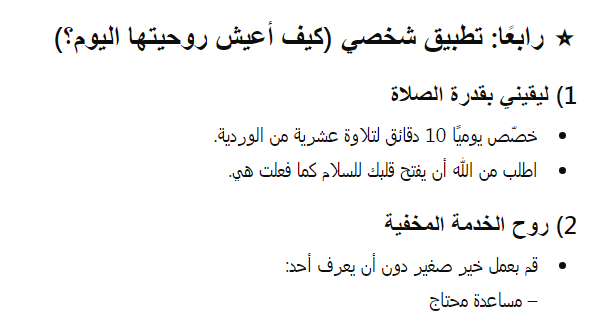 ★ رابعًا: تطبيق شخصي (كيف أعيش روحيتها اليوم؟)
1) ليقيني بقدرة الصلاة
• خصّص يوميًا 10 دقائق لتلاوة عشرية من الوردية.
• اطلب من الله أن يفتح قلبك للسلام كما فعلت هي.
2) روح الخدمة المخفية
• قم بعمل خير صغير دون أن يعرف أحد:
– مساعدة محتاج